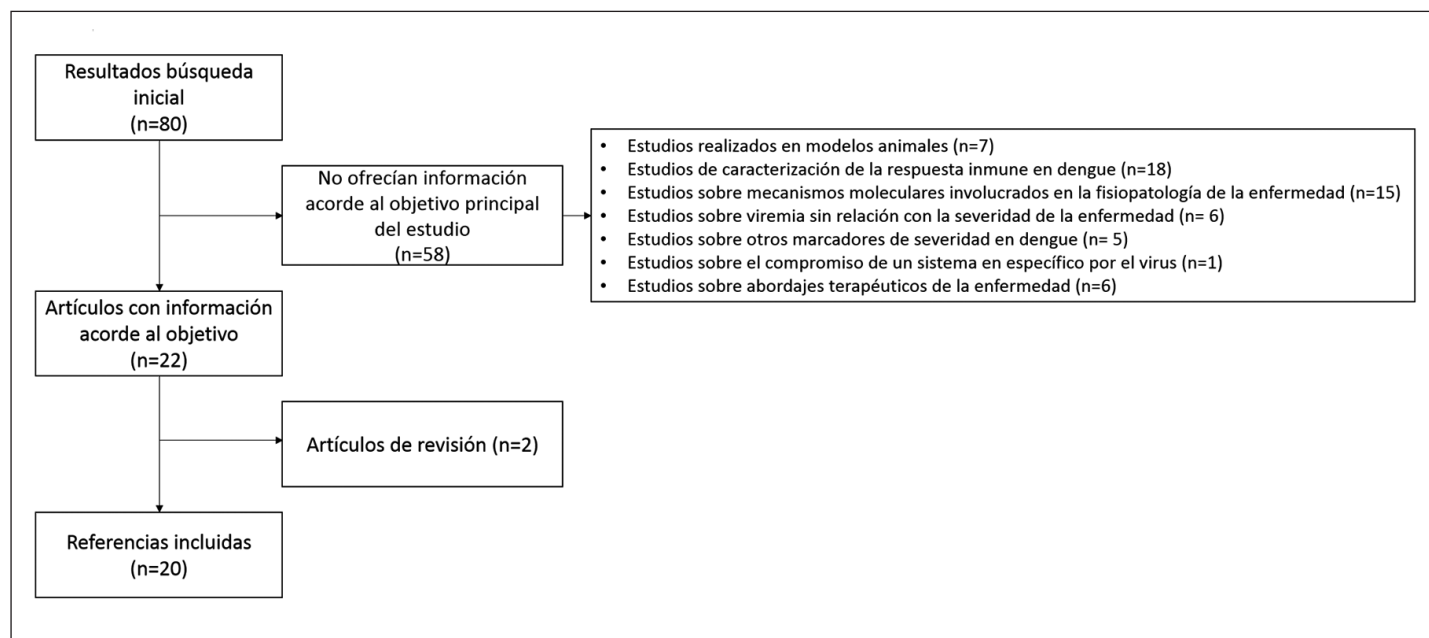 Resultados búsqueda
inicial
(n=80)
No ofrecían información
acorde al objetivo principal
del estudio
(n=58)
• Estudios realizados en modelos animales (n=7)
• Estudios de caracterización de la respuesta inmune en dengue (n=18)
• Estudios sobre mecanismos moleculares involucrados en la fisiopatología de la enfermedad (n=15)
• Estudios sobre viremia sin relación con la severidad de la enfermedad (n= 6)
• Estudios sobre otros marcadores de severidad en dengue (n= 5)
• Estudios sobre el compromiso de un sistema en específico por el virus (n=1)
• Estudios sobre abordajes terapéuticos de la enfermedad (n=6)
Artículos con información
acorde al objetivo
(n=22)
Artículos de revisión (n=2)
Referencias incluidas
(n=20)